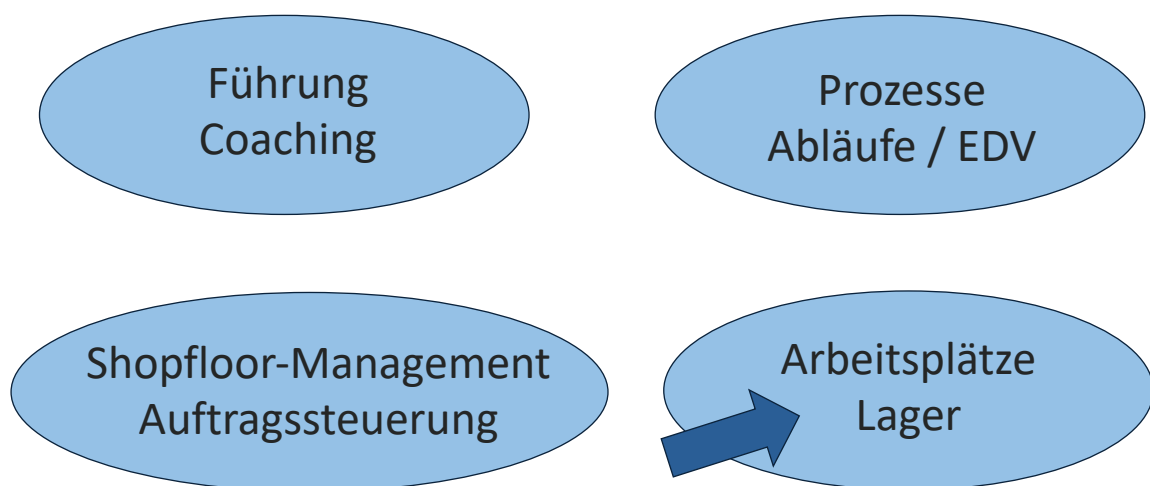 Führung
Coaching
Prozesse
Abläufe / EDV
Shopfloor-Management
Auftragssteuerung
Arbeitsplätze
Lager